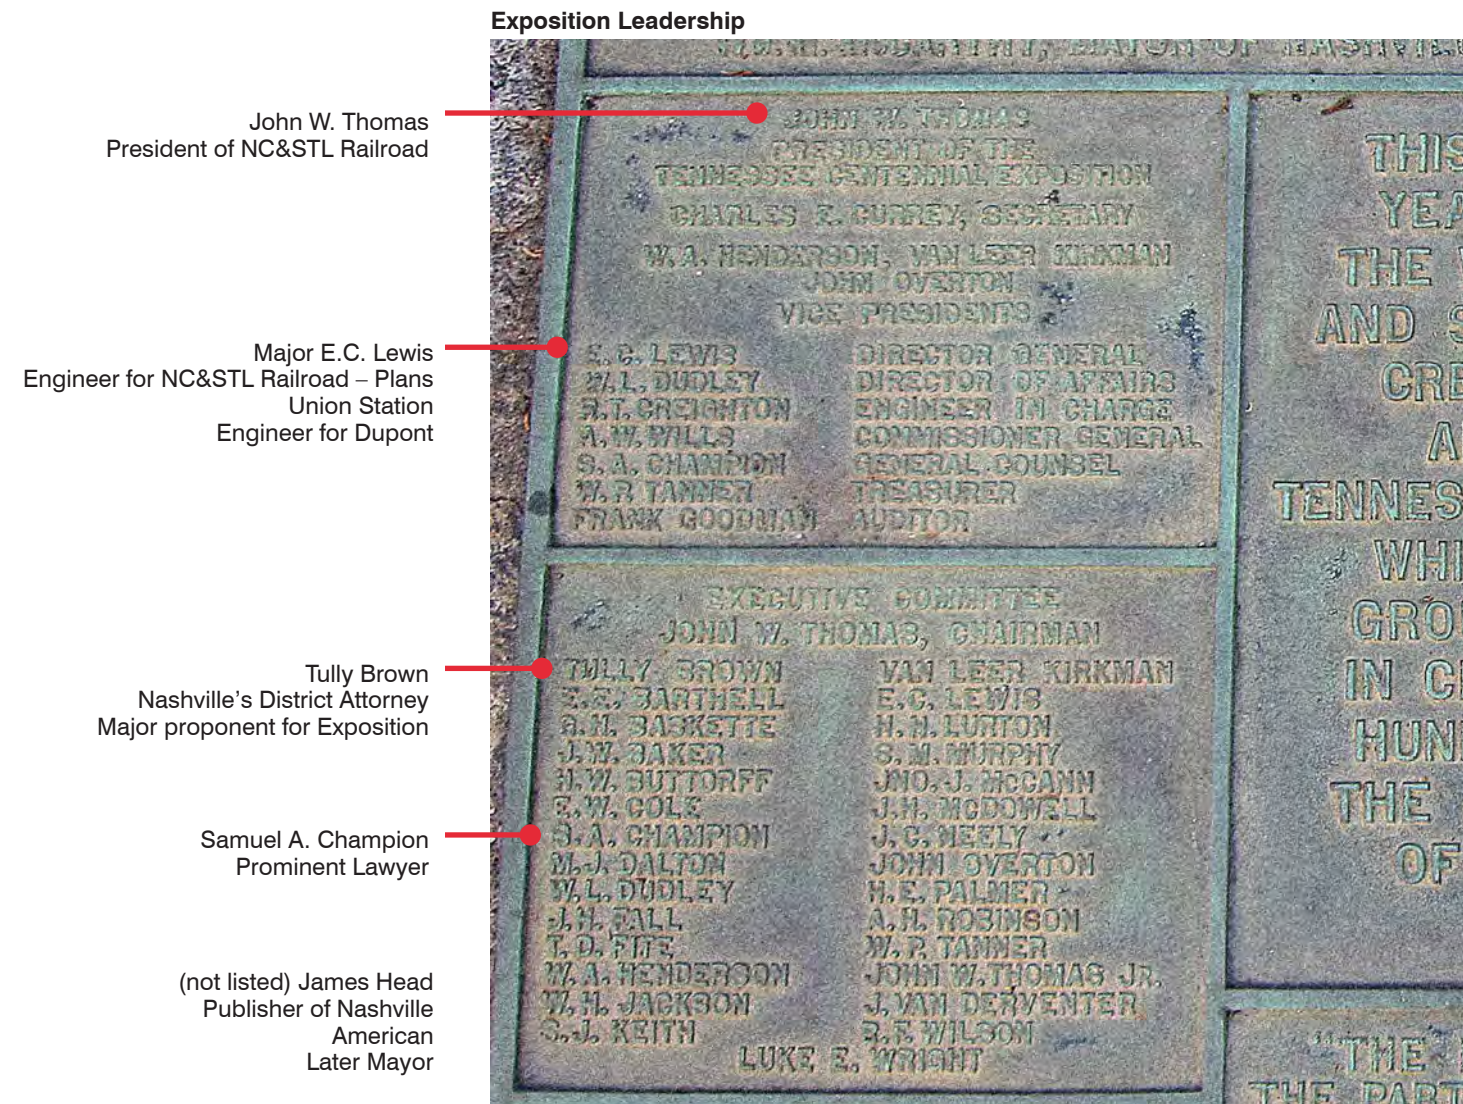 Exposition Leadership
John W. Thomas
President of NC&STL Railroad
Major E.C. Lewis
Engineer for NC&STL Railroad – Plans
Union Station
Engineer for Dupont
Tully Brown
Nashville's District Attorney
Major proponent for Exposition
Samuel A. Champion
Prominent Lawyer
(not listed) James Head
Publisher of Nashville
American
Later Mayor
MAYOR OF
JOHN W. THOMAS
PRESIDENT OF THE
TENNESSEE CENTENNIAL EXPOSITION
CHARLES E. CURREY, SECRETARY
W. A. HENDERSON, VAN LEER KIRKMAN
JOHN OVERTON
VICE PRESIDENTS
E. C. LEWIS DIRECTOR GENERAL
W. L. DUDLEY DIRECTOR OF AFFAIRS
R. T. CREIGHTON ENGINEER IN CHARGE
A. W. WILLS COMMISSIONER GENERAL
S. A. CHAMPION GENERAL COUNSEL
W. P. TANNER TREASURER
FRANK GOODMAN AUDITOR
EXECUTIVE COMMITTEE
JOHN W. THOMAS, CHAIRMAN
TULLY BROWN VAN LEER KIRKMAN
E. E. BARTHELL E. C. LEWIS
G. H. BASKETTE H. H. LURTON
J. W. BAKER S. M. MURPHY
H. W. BUTTORFF JNO. J. McCANN
E. W. COLE J. H. McDOWELL
S. A. CHAMPION J. C. NEELY
M. J. DALTON JOHN OVERTON
W. L. DUDLEY H. E. PALMER
J. H. FALL A. H. ROBINSON
T. D. FITE W. P. TANNER
W. A. HENDERSON JOHN W. THOMAS JR.
W. H. JACKSON J. VAN DERVENTER
S. J. KEITH R. F. WILSON
LUKE E. WRIGHT
THIS
YEA
THE
AND S
CRE
A
TENNES
WHI
GRO
IN C
HUN
THE
OF
"THE
THE PART